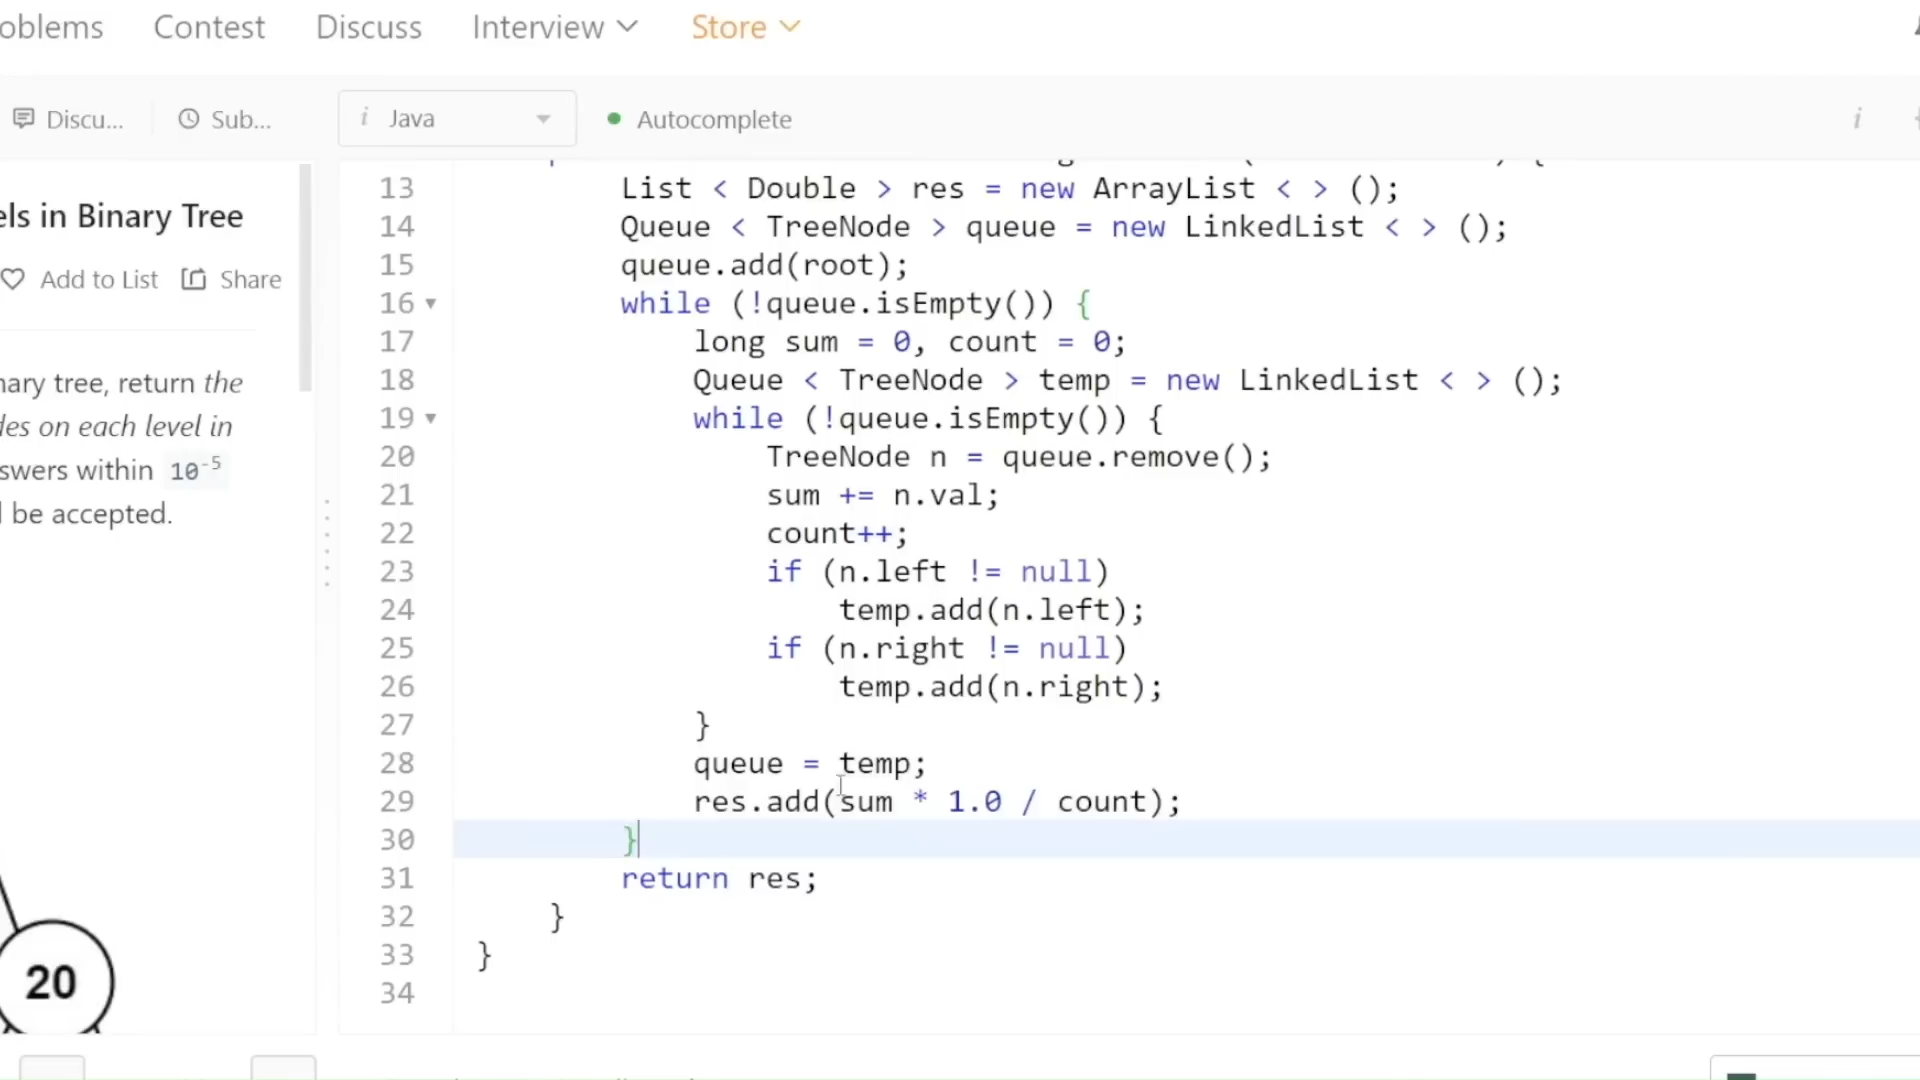 oblems Contest Discuss Interview Store
Discu... Sub... i Java Autocomplete i
els in Binary Tree
Add to List Share
nary tree, return the
des on each level in
swers within 10-5
be accepted.
20
13 List < Double > res = new ArrayList < > ();
14 Queue < TreeNode > queue = new LinkedList < > ();
15 queue.add(root);
16 while (!queue.isEmpty()) {
17 long sum = 0, count = 0;
18 Queue < TreeNode > temp = new LinkedList < > ();
19 while (!queue.isEmpty()) {
20 TreeNode n = queue.remove();
21 sum += n.val;
22 count++;
23 if (n.left != null)
24 temp.add(n.left);
25 if (n.right != null)
26 temp.add(n.right);
27 }
28 queue = temp;
29 res.add(sum * 1.0 / count);
30 }
31 return res;
32 }
33 }
34